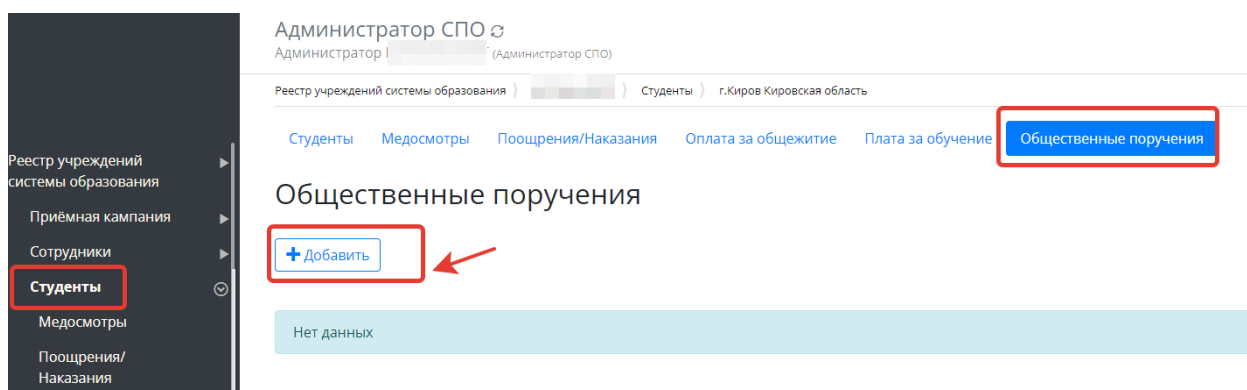 Администратор СПО
Администратор (Администратор СПО)
Реестр учреждений системы образования Студенты г.Киров Кировская область
Студенты Медосмотры Поощрения/Наказания Оплата за общежитие Плата за обучение Общественные поручения
Общественные поручения
Добавить
Нет данных
Реестр учреждений
системы образования
Приёмная кампания
Сотрудники
Студенты
Медосмотры
Поощрения/
Наказания